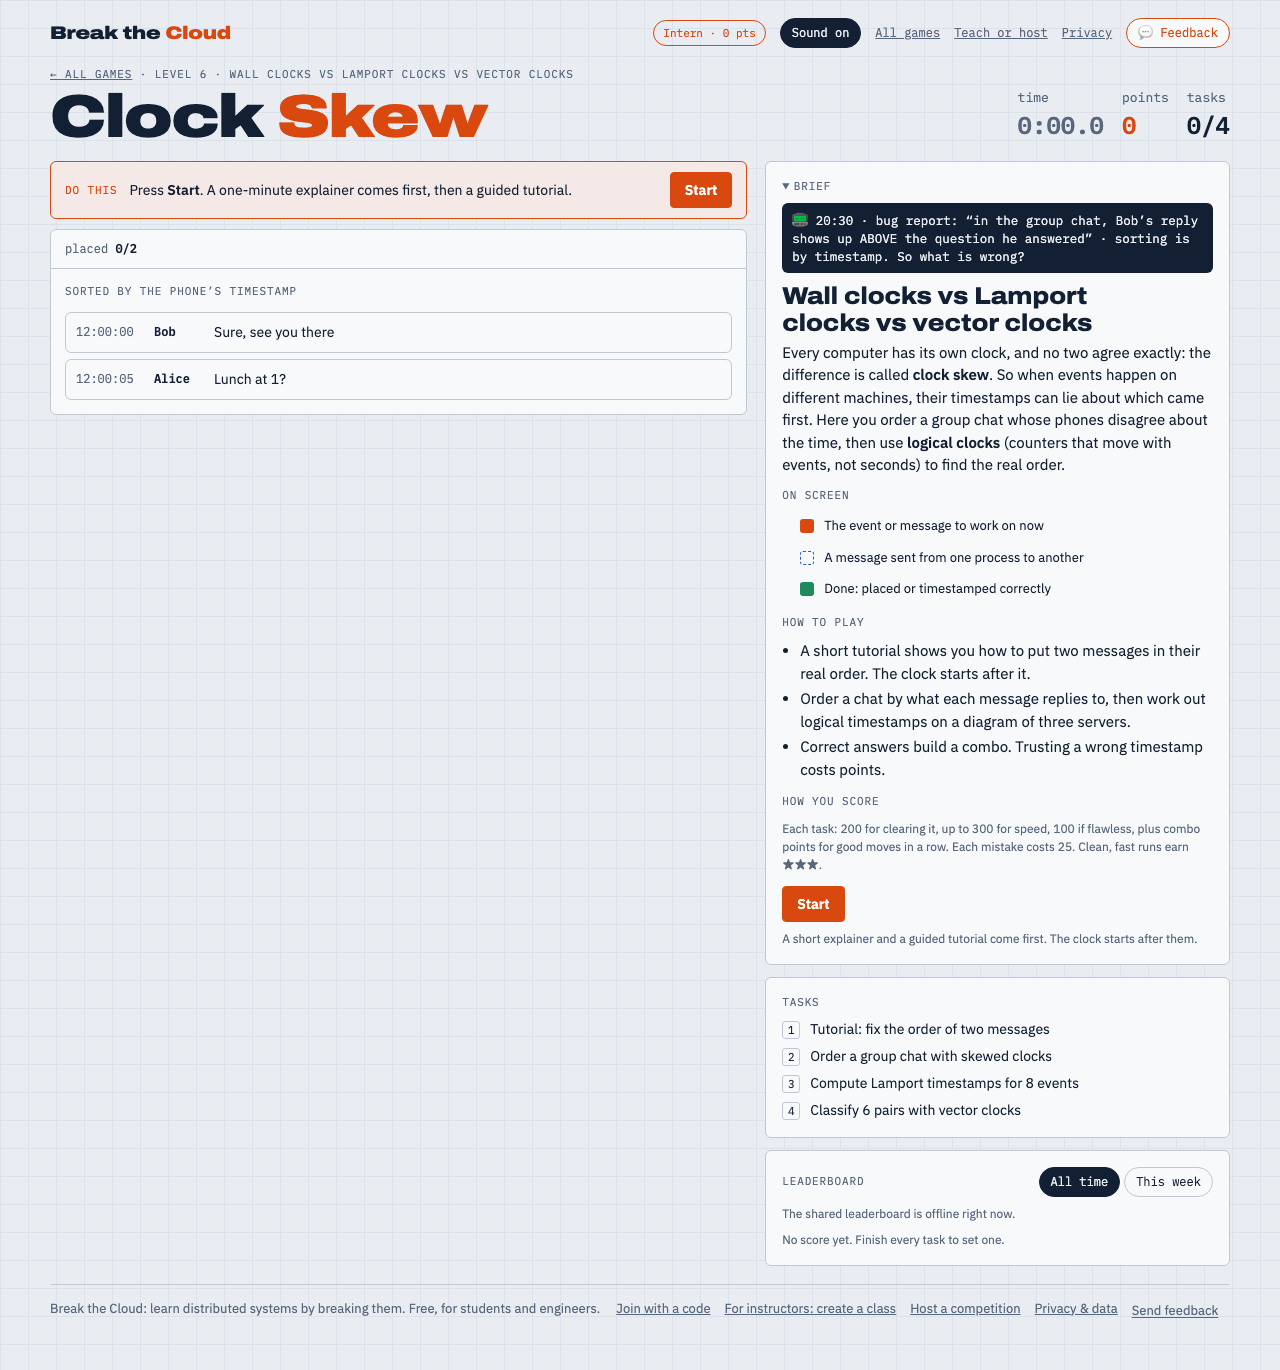 Break the Cloud
Intern · 0 pts
Sound on
All games
Teach or host
Privacy
💬 Feedback
← ALL GAMES · LEVEL 6 · WALL CLOCKS VS LAMPORT CLOCKS VS VECTOR CLOCKS
Clock Skew
time
points
tasks
0:00.0
0
0/4
DO THIS Press Start. A one-minute explainer comes first, then a guided tutorial.
Start
placed 0/2
SORTED BY THE PHONE'S TIMESTAMP
12:00:00 Bob Sure, see you there
12:00:05 Alice Lunch at 1?
▼ BRIEF
20:30 · bug report: “in the group chat, Bob’s reply
shows up ABOVE the question he answered” · sorting is
by timestamp. So what is wrong?
Wall clocks vs Lamport
clocks vs vector clocks
Every computer has its own clock, and no two agree exactly: the
difference is called clock skew. So when events happen on
different machines, their timestamps can lie about which came
first. Here you order a group chat whose phones disagree about
the time, then use logical clocks (counters that move with
events, not seconds) to find the real order.
ON SCREEN
The event or message to work on now
A message sent from one process to another
Done: placed or timestamped correctly
HOW TO PLAY
• A short tutorial shows you how to put two messages in their
real order. The clock starts after it.
• Order a chat by what each message replies to, then work out
logical timestamps on a diagram of three servers.
• Correct answers build a combo. Trusting a wrong timestamp
costs points.
HOW YOU SCORE
Each task: 200 for clearing it, up to 300 for speed, 100 if flawless, plus combo
points for good moves in a row. Each mistake costs 25. Clean, fast runs earn
★★★.
Start
A short explainer and a guided tutorial come first. The clock starts after them.
TASKS
1 Tutorial: fix the order of two messages
2 Order a group chat with skewed clocks
3 Compute Lamport timestamps for 8 events
4 Classify 6 pairs with vector clocks
LEADERBOARD
All time
This week
The shared leaderboard is offline right now.
No score yet. Finish every task to set one.
Break the Cloud: learn distributed systems by breaking them. Free, for students and engineers.
Join with a code
For instructors: create a class
Host a competition
Privacy & data
Send feedback